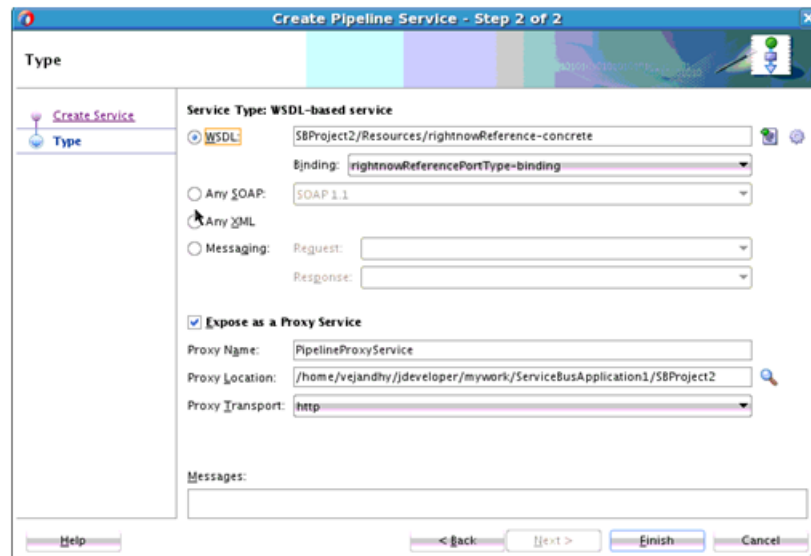 Create Pipeline Service - Step 2 of 2
Type
Create Service
Type
Service Type: WSDL-based service
WSDL: SBProject2/Resources/rightnowReference-concrete
Binding: rightnowReferencePortType-binding
Any SOAP: SOAP 1.1
Any XML
Messaging: Request:
Response:
Expose as a Proxy Service
Proxy Name: PipelineProxyService
Proxy Location: /home/vejandhy/jdeveloper/mywork/ServiceBusApplication1/SBProject2
Proxy Transport: http
Messages:
Help < Back Next > Finish Cancel